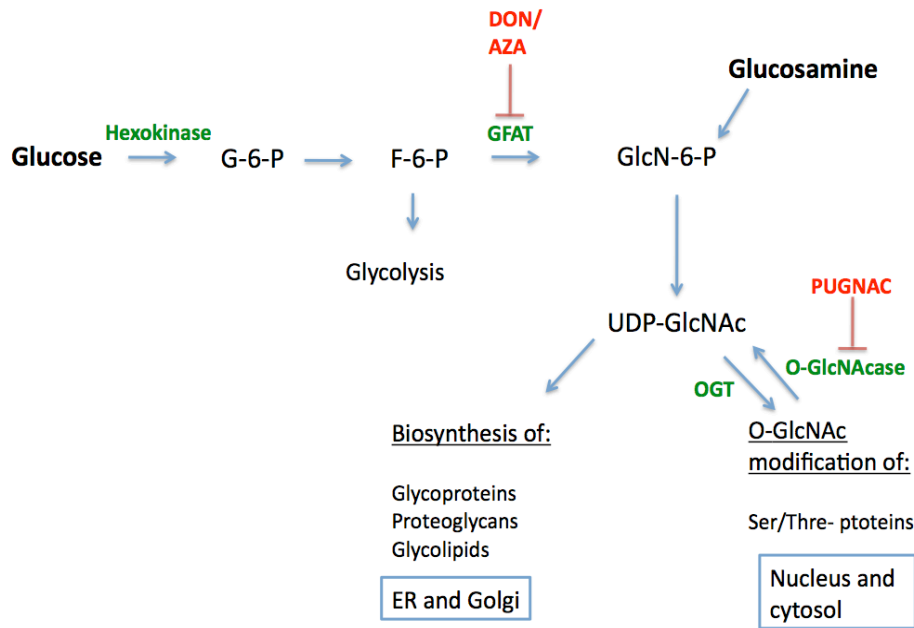 DON/
AZA
Glucosamine
Hexokinase
GFAT
Glucose
G-6-P
F-6-P
GlcN-6-P
Glycolysis
PUGNAC
UDP-GlcNAc
O-GlcNAcase
OGT
Biosynthesis of:
O-GlcNAc
modification of:
Glycoproteins
Proteoglycans
Glycolipids
Ser/Thre- ptoteins
ER and Golgi
Nucleus and
cytosol